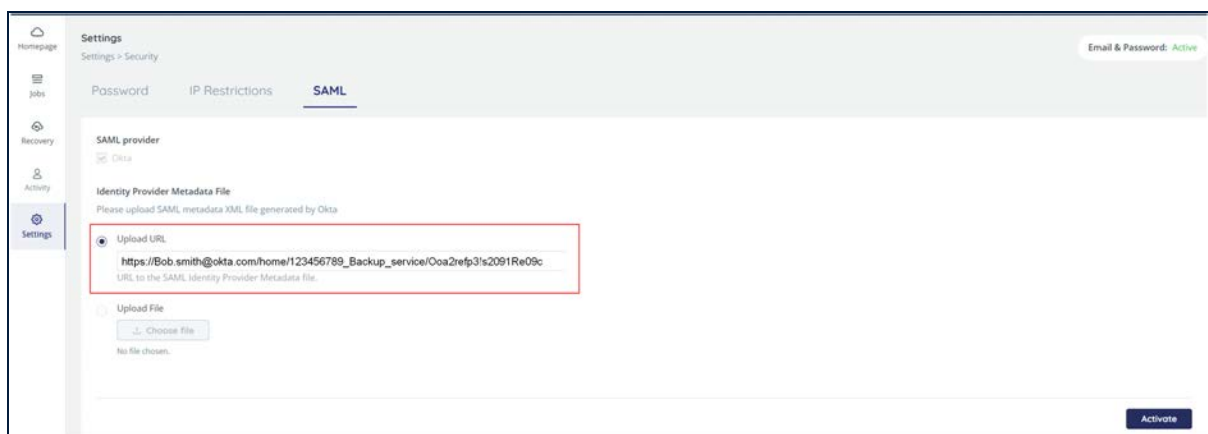 Homepage
Jobs
Recovery
Activity
Settings
Settings
Settings > Security
Email & Password: Active
Password IP Restrictions SAML
SAML provider
Okta
Identity Provider Metadata File
Please upload SAML metadata XML file generated by Okta
Upload URL
https://Bob.smith@okta.com/home/123456789_Backup_service/Ooa2refp3!s2091Re09c
URL to the SAML Identity Provider Metadata file.
Upload File
Choose file
No file chosen.
Activate